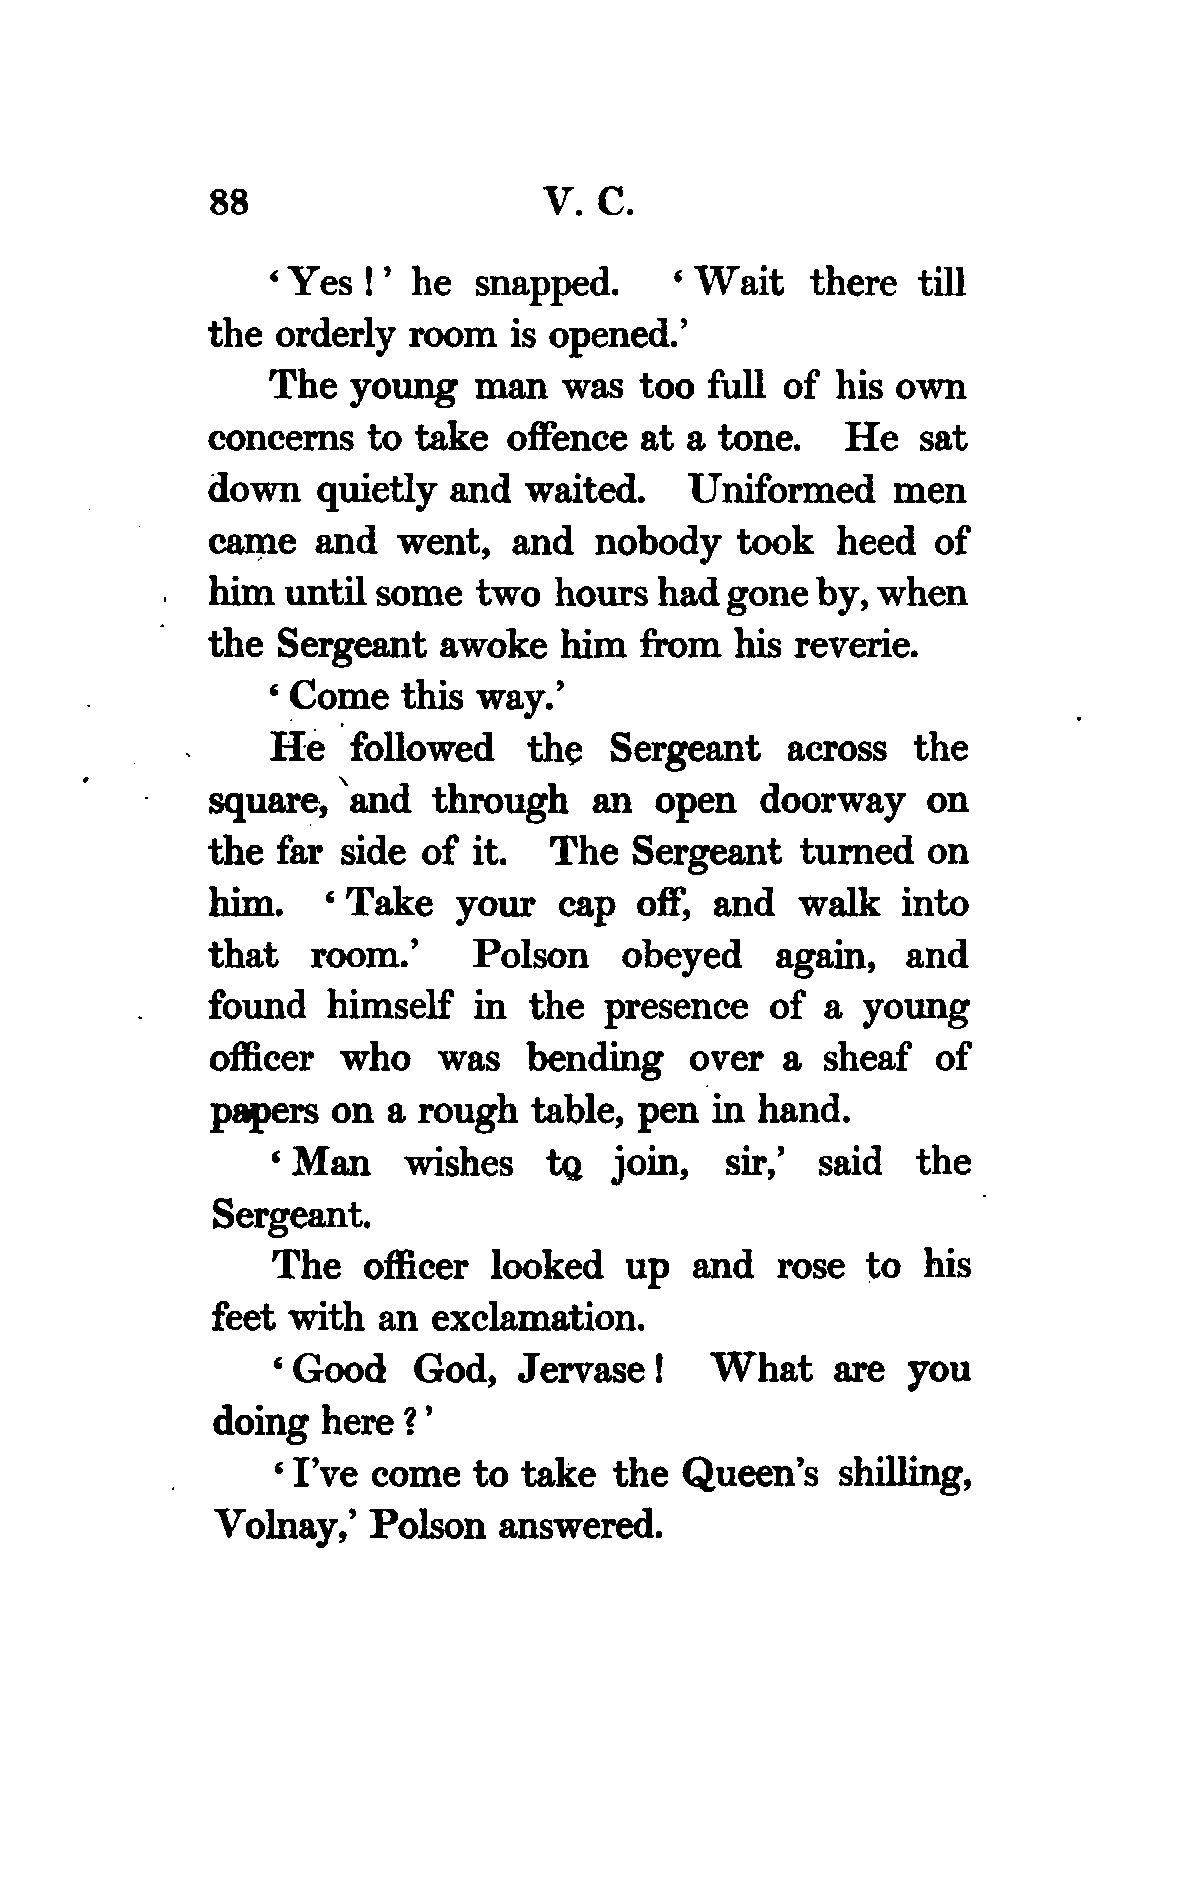 88 V. C.
‘Yes!’ he snapped. ‘Wait there till
the orderly room is opened.’
The young man was too full of his own
concerns to take offence at a tone. He sat
down quietly and waited. Uniformed men
came and went, and nobody took heed of
him until some two hours had gone by, when
the Sergeant awoke him from his reverie.
‘Come this way.’
He followed the Sergeant across the
square, and through an open doorway on
the far side of it. The Sergeant turned on
him. ‘Take your cap off, and walk into
that room.’ Polson obeyed again, and
found himself in the presence of a young
officer who was bending over a sheaf of
papers on a rough table, pen in hand.
‘Man wishes to join, sir,’ said the
Sergeant.
The officer looked up and rose to his
feet with an exclamation.
‘Good God, Jervase! What are you
doing here?’
‘I’ve come to take the Queen’s shilling,
Volnay,’ Polson answered.